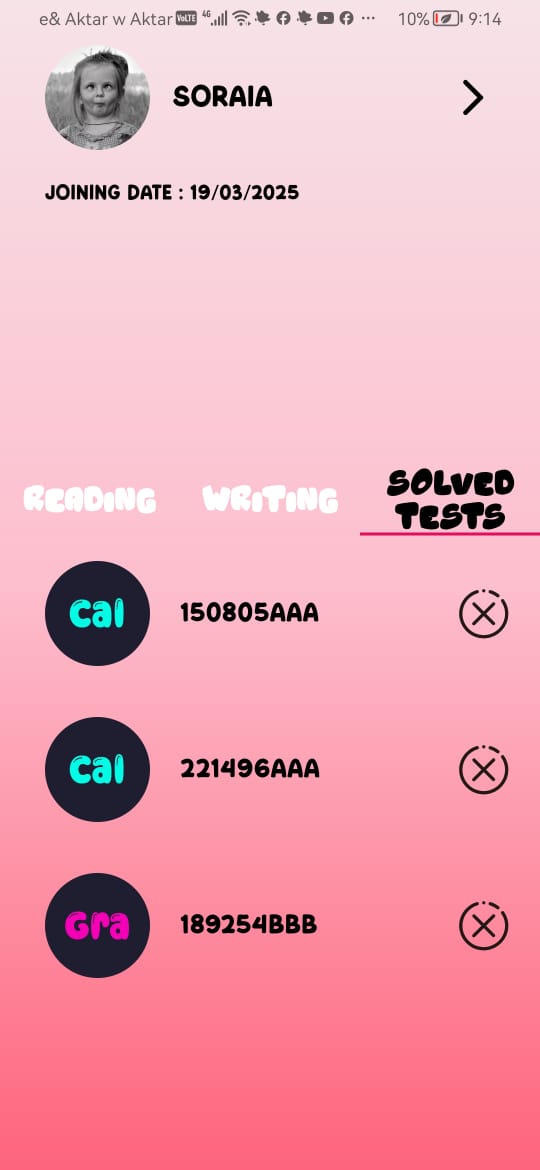 e& Aktar w Aktar VoLTE 4G 10% 9:14
SORAIA
JOINING DATE : 19/03/2025
READING WRITING SOLVED
TESTS
Cal 150805AAA
Cal 221496AAA
Gra 189254BBB